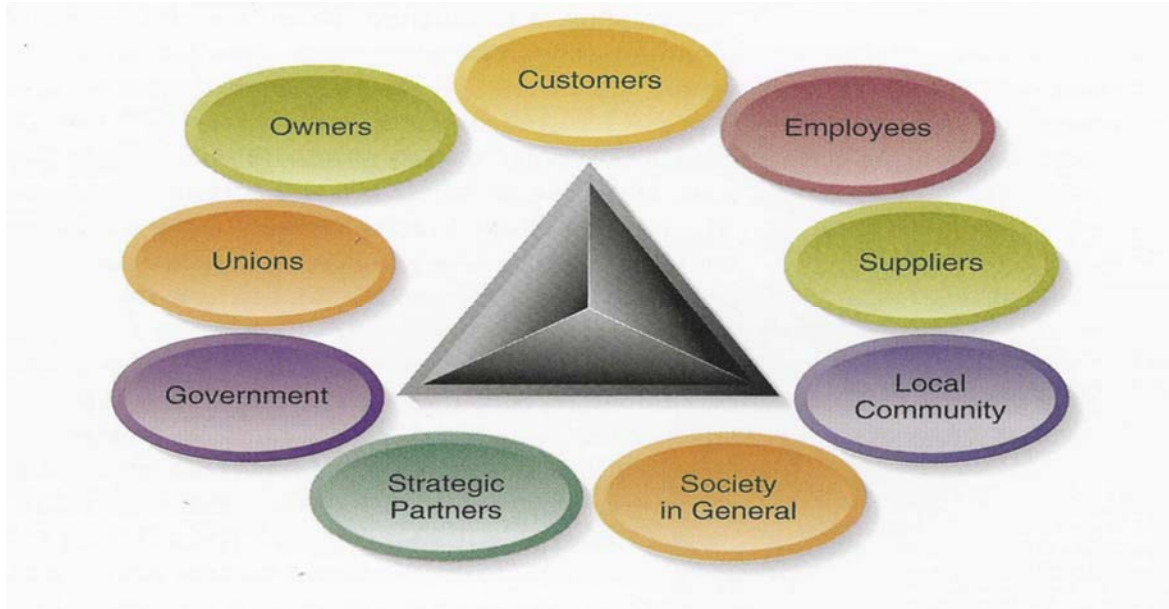 Customers
Owners
Employees
Unions
Suppliers
Government
Local
Community
Strategic
Partners
Society
in General